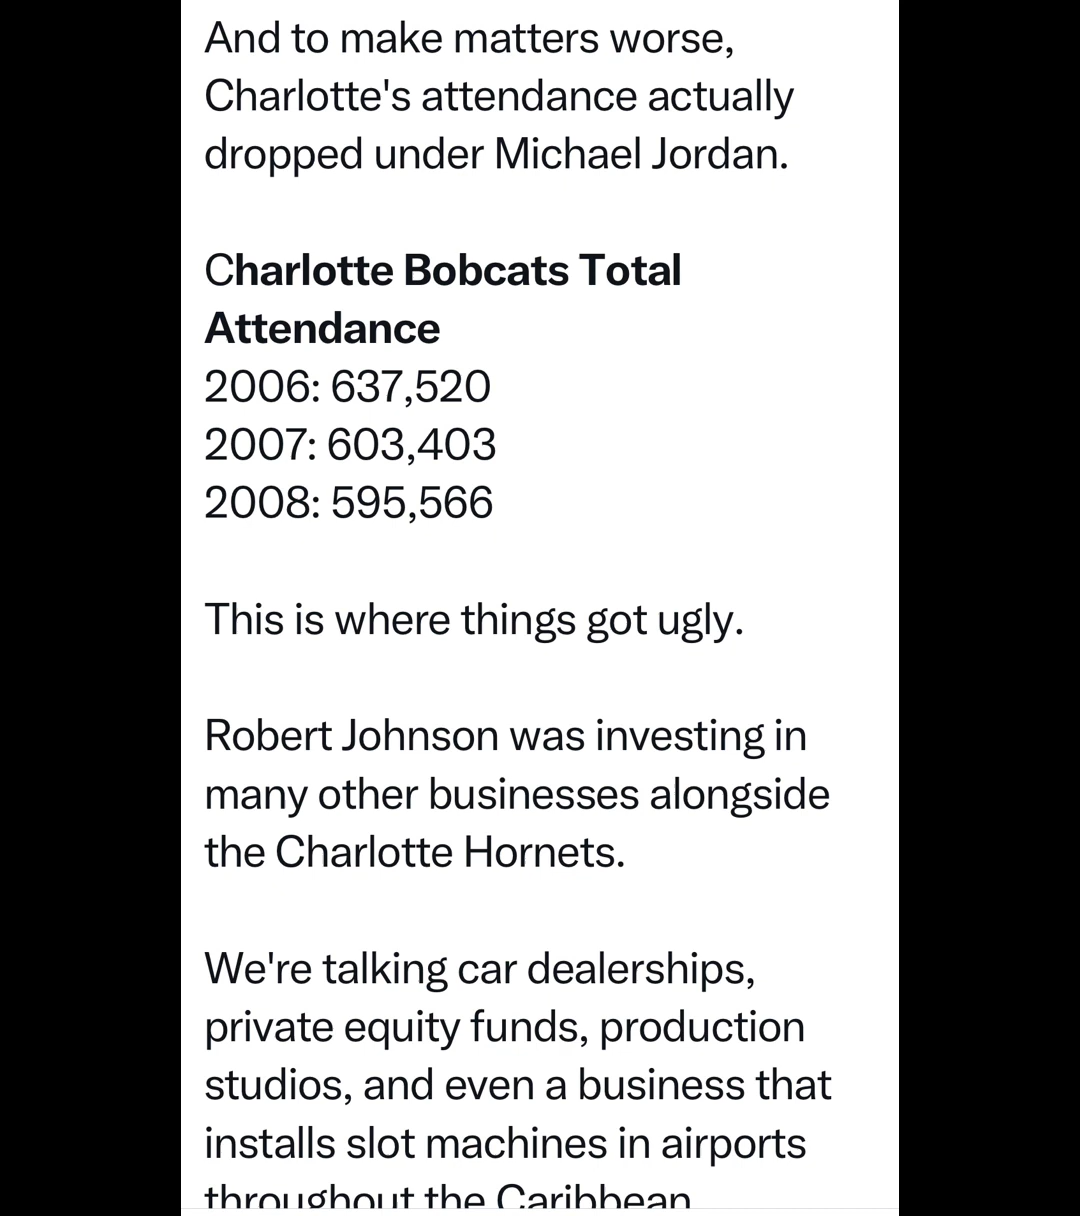 And to make matters worse,
Charlotte's attendance actually
dropped under Michael Jordan.
Charlotte Bobcats Total
Attendance
2006: 637,520
2007: 603,403
2008: 595,566
This is where things got ugly.
Robert Johnson was investing in
many other businesses alongside
the Charlotte Hornets.
We're talking car dealerships,
private equity funds, production
studios, and even a business that
installs slot machines in airports
throughout the Caribbean